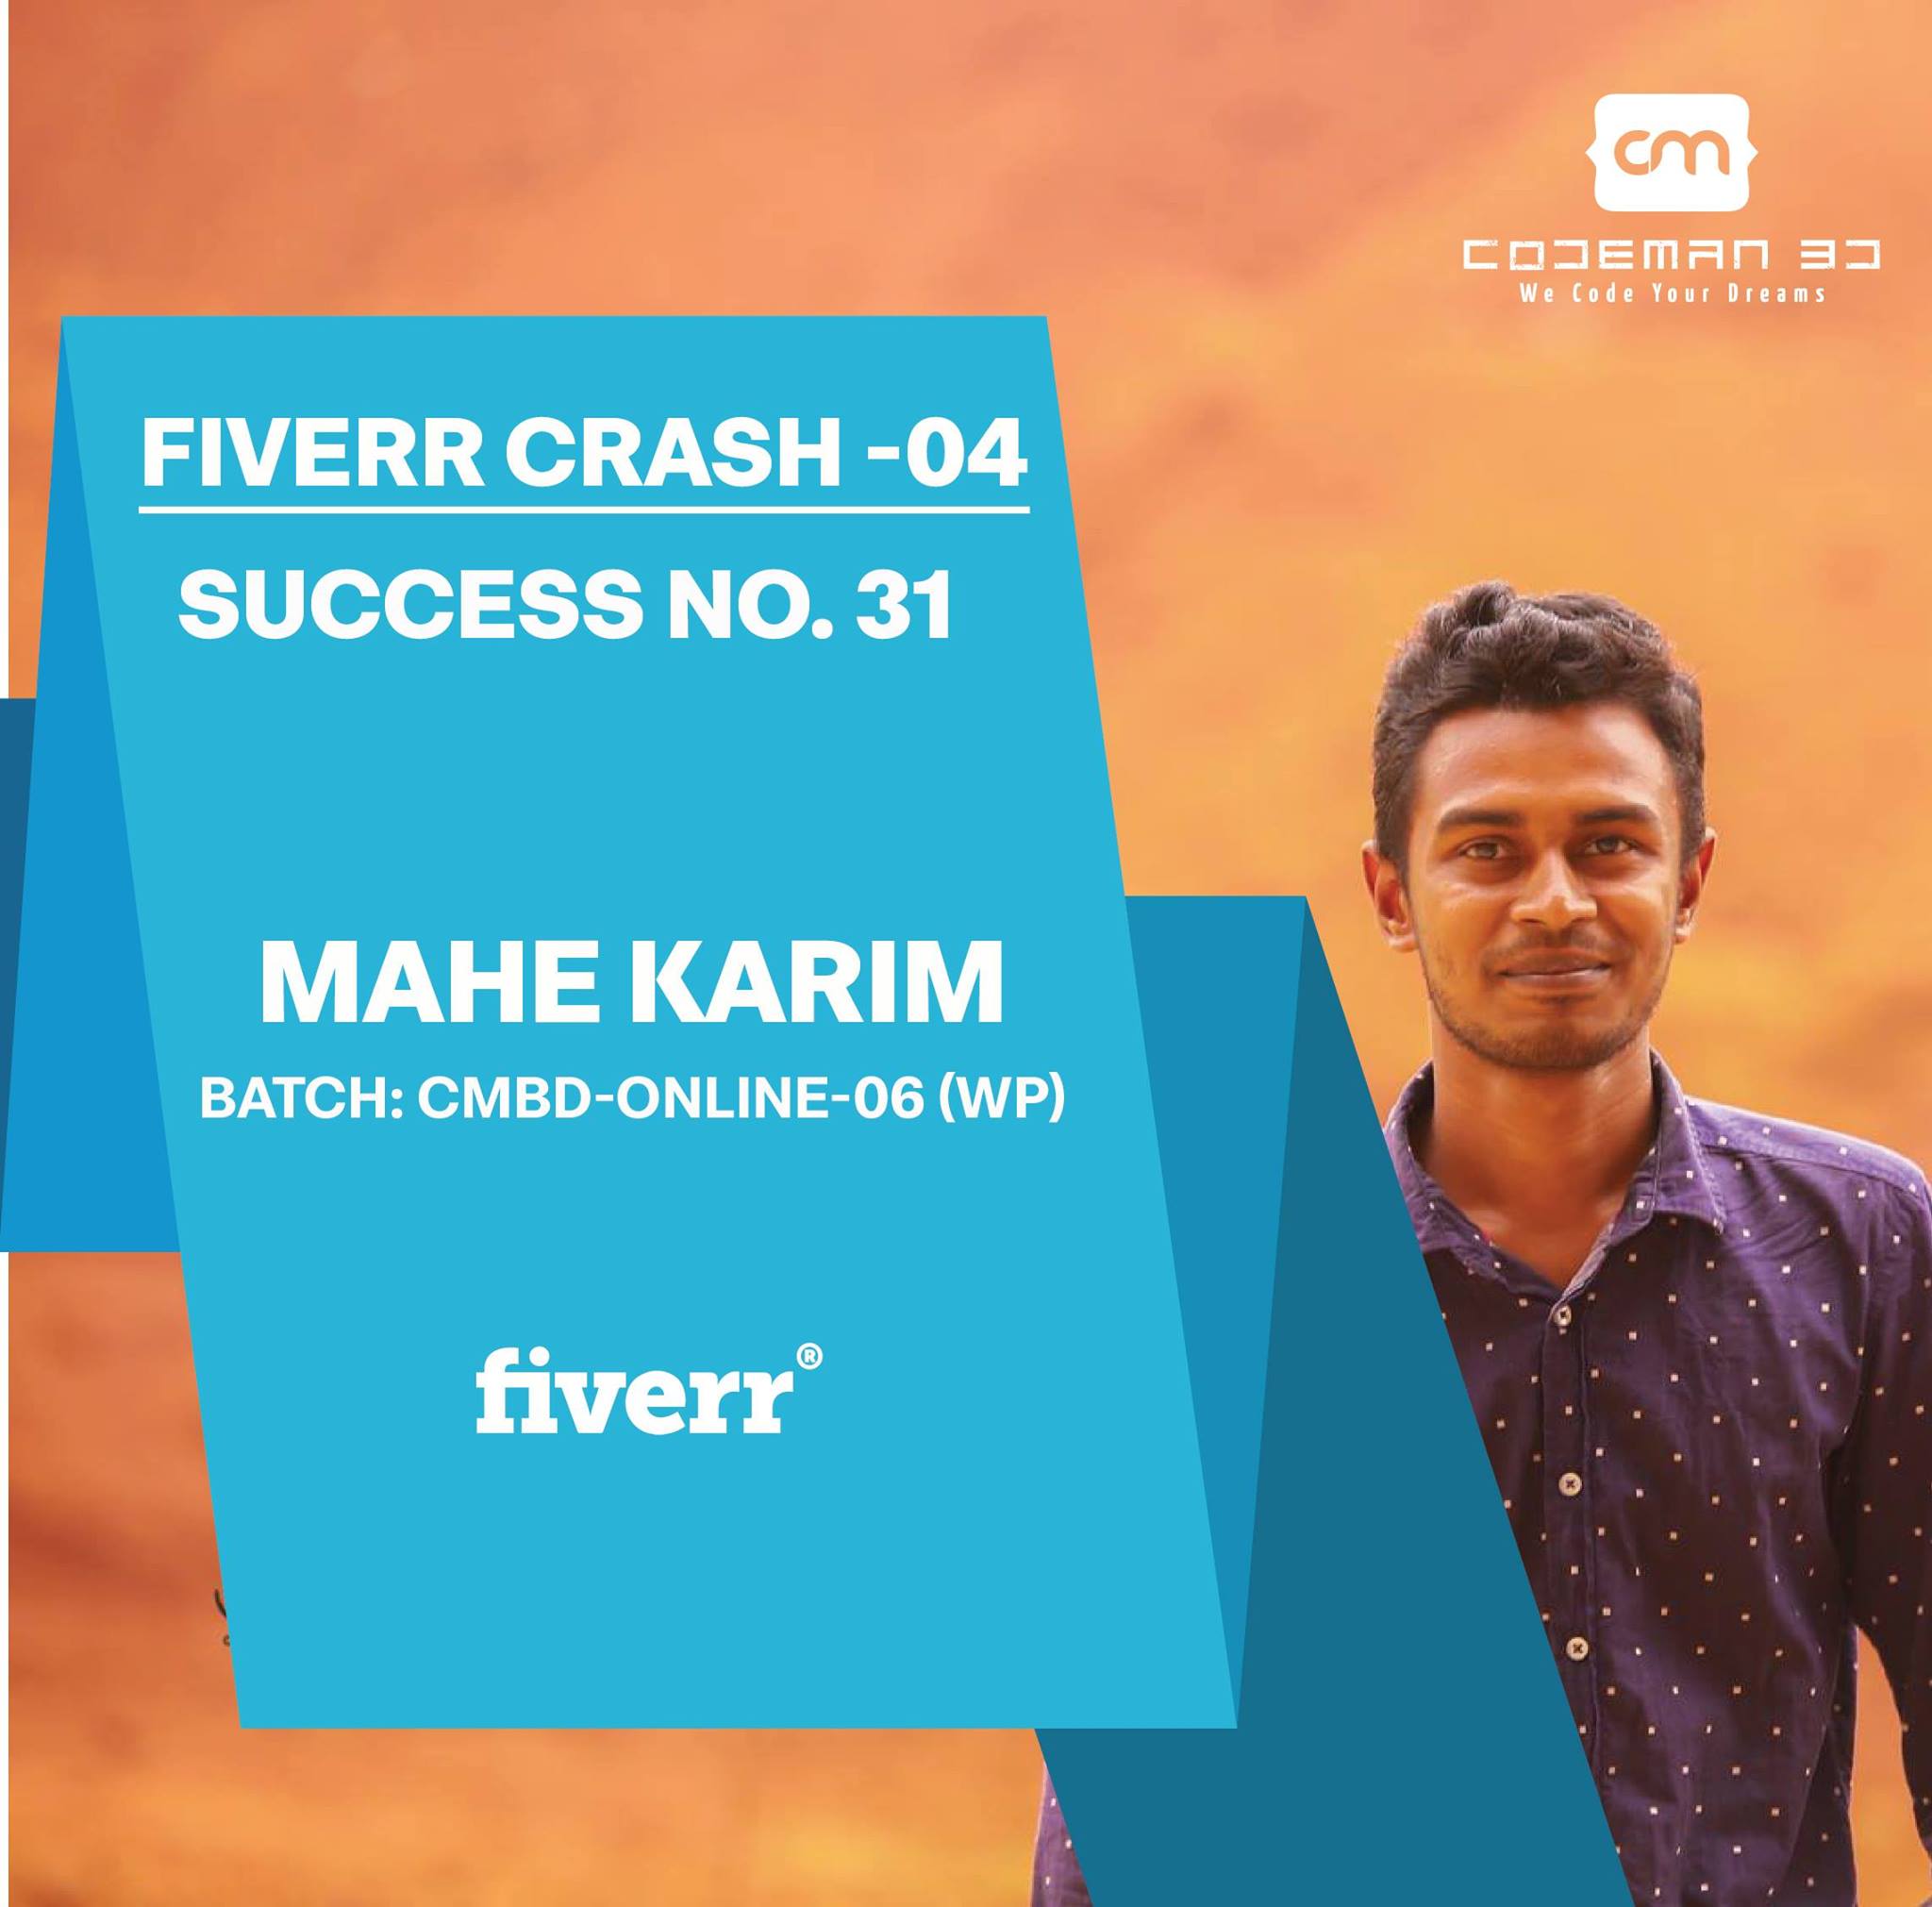 cm
CODEMAN BD
We Code Your Dreams
FIVERR CRASH -04
SUCCESS NO. 31
MAHE KARIM
BATCH: CMBD-ONLINE-06 (WP)
fiverr®